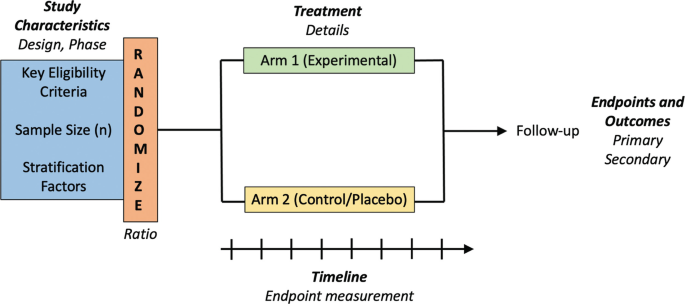 Study
Characteristics
Design, Phase
Key Eligibility
Criteria
Sample Size (n)
Stratification
Factors
RANDOMIZE
Ratio
Treatment
Details
Arm 1 (Experimental)
Arm 2 (Control/Placebo)
Timeline
Endpoint measurement
Follow-up
Endpoints and
Outcomes
Primary
Secondary